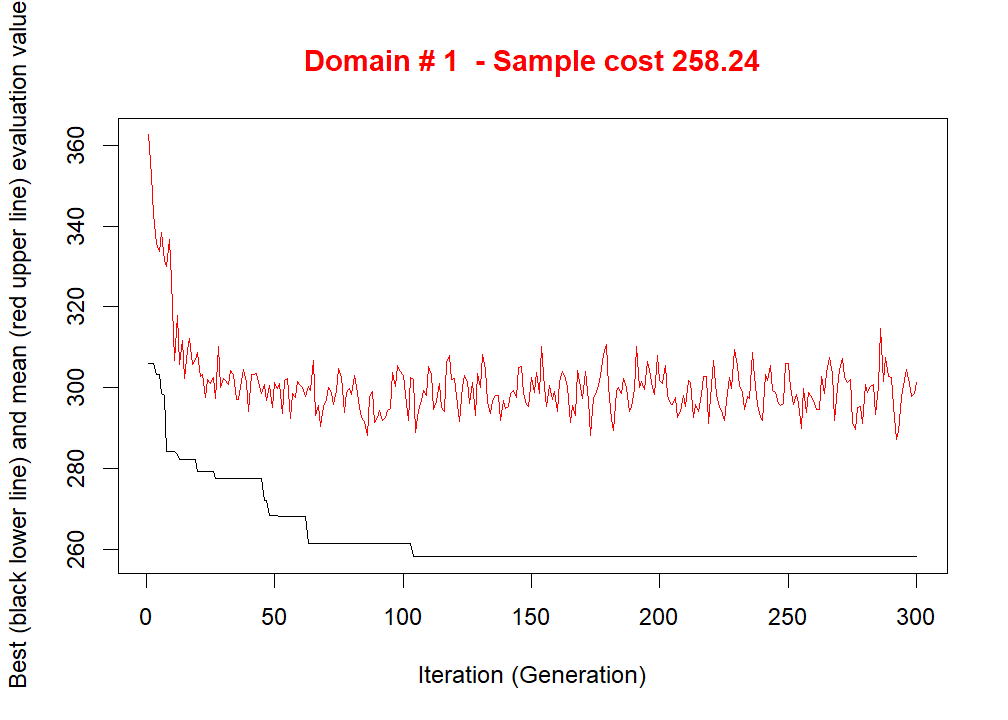 Domain # 1  - Sample cost 258.24
Best (black lower line) and mean (red upper line) evaluation value
360
340
320
300
280
260
0 50 100 150 200 250 300
Iteration (Generation)